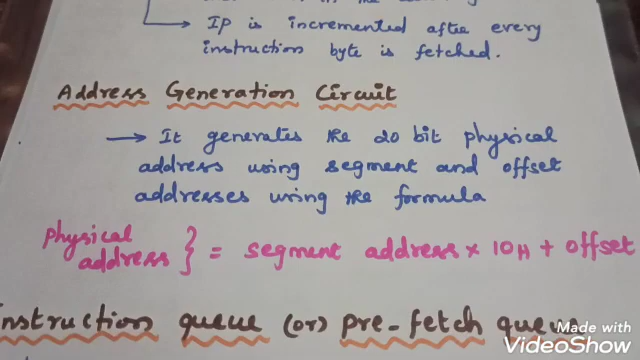 IP is incremented after every
instruction byte is fetched.
Address Generation Circuit
It generates the 20 bit physical
address using segment and offset
addresses using the formula
physical
address } = segment address × 10H + offset
Instruction queue (or) pre-fetch queue
Made with
VideoShow